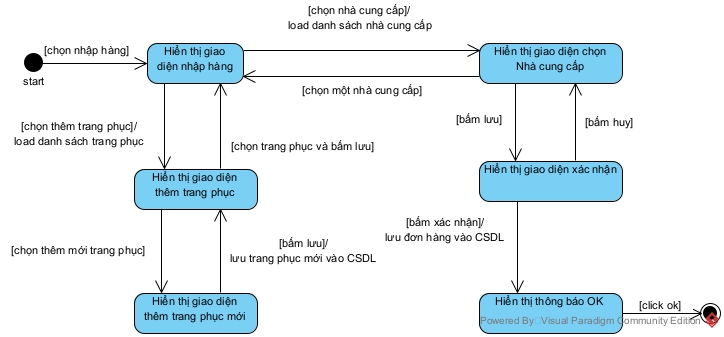 [chọn nhà cung cấp]/
load danh sách nhà cung cấp
[chọn nhập hàng]
start
Hiển thị giao
diện nhập hàng
Hiển thị giao diện chọn
Nhà cung cấp
[chọn một nhà cung cấp]
[chọn thêm trang phục]/
load danh sách trang phục
[chọn trang phục và bấm lưu]
[bấm lưu]
[bấm huy]
Hiển thị giao diện
thêm trang phục
Hiển thị giao diện xác nhận
[chọn thêm mới trang phục]
[bấm lưu]/
lưu trang phục mới vào CSDL
[bấm xác nhận]/
lưu đơn hàng vào CSDL
Hiển thị giao diện
thêm trang phục mới
Hiển thị thông báo OK
[click ok]
Powered By Visual Paradigm Community Edition